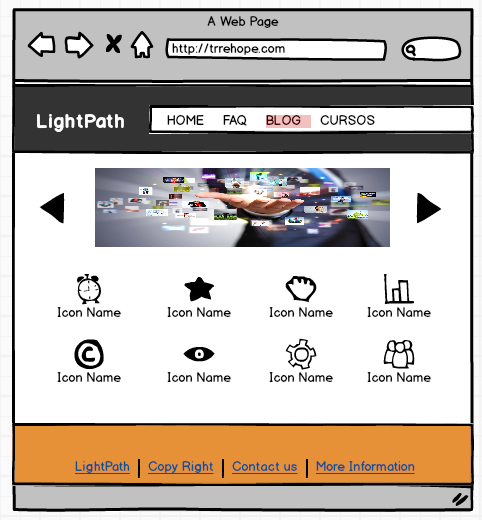 A Web Page
http://trrehope.com
LightPath
HOME FAQ BLOG CURSOS
Icon Name Icon Name Icon Name Icon Name
Icon Name Icon Name Icon Name Icon Name
LightPath Copy Right Contact us More Information